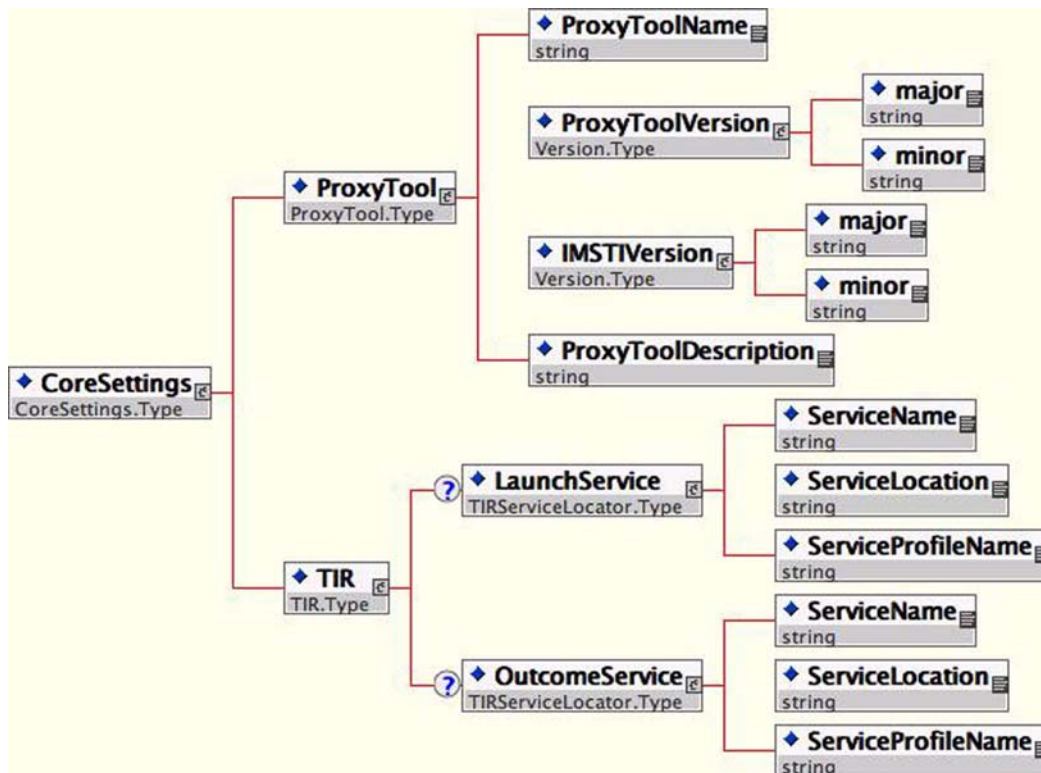 ProxyToolName
string
major
string
ProxyToolVersion
Version.Type
minor
string
ProxyTool
ProxyTool.Type
major
string
IMSTIVersion
Version.Type
minor
string
ProxyToolDescription
string
CoreSettings
CoreSettings.Type
ServiceName
string
?
LaunchService
TIRServiceLocator.Type
ServiceLocation
string
ServiceProfileName
string
TIR
TIR.Type
ServiceName
string
?
OutcomeService
TIRServiceLocator.Type
ServiceLocation
string
ServiceProfileName
string